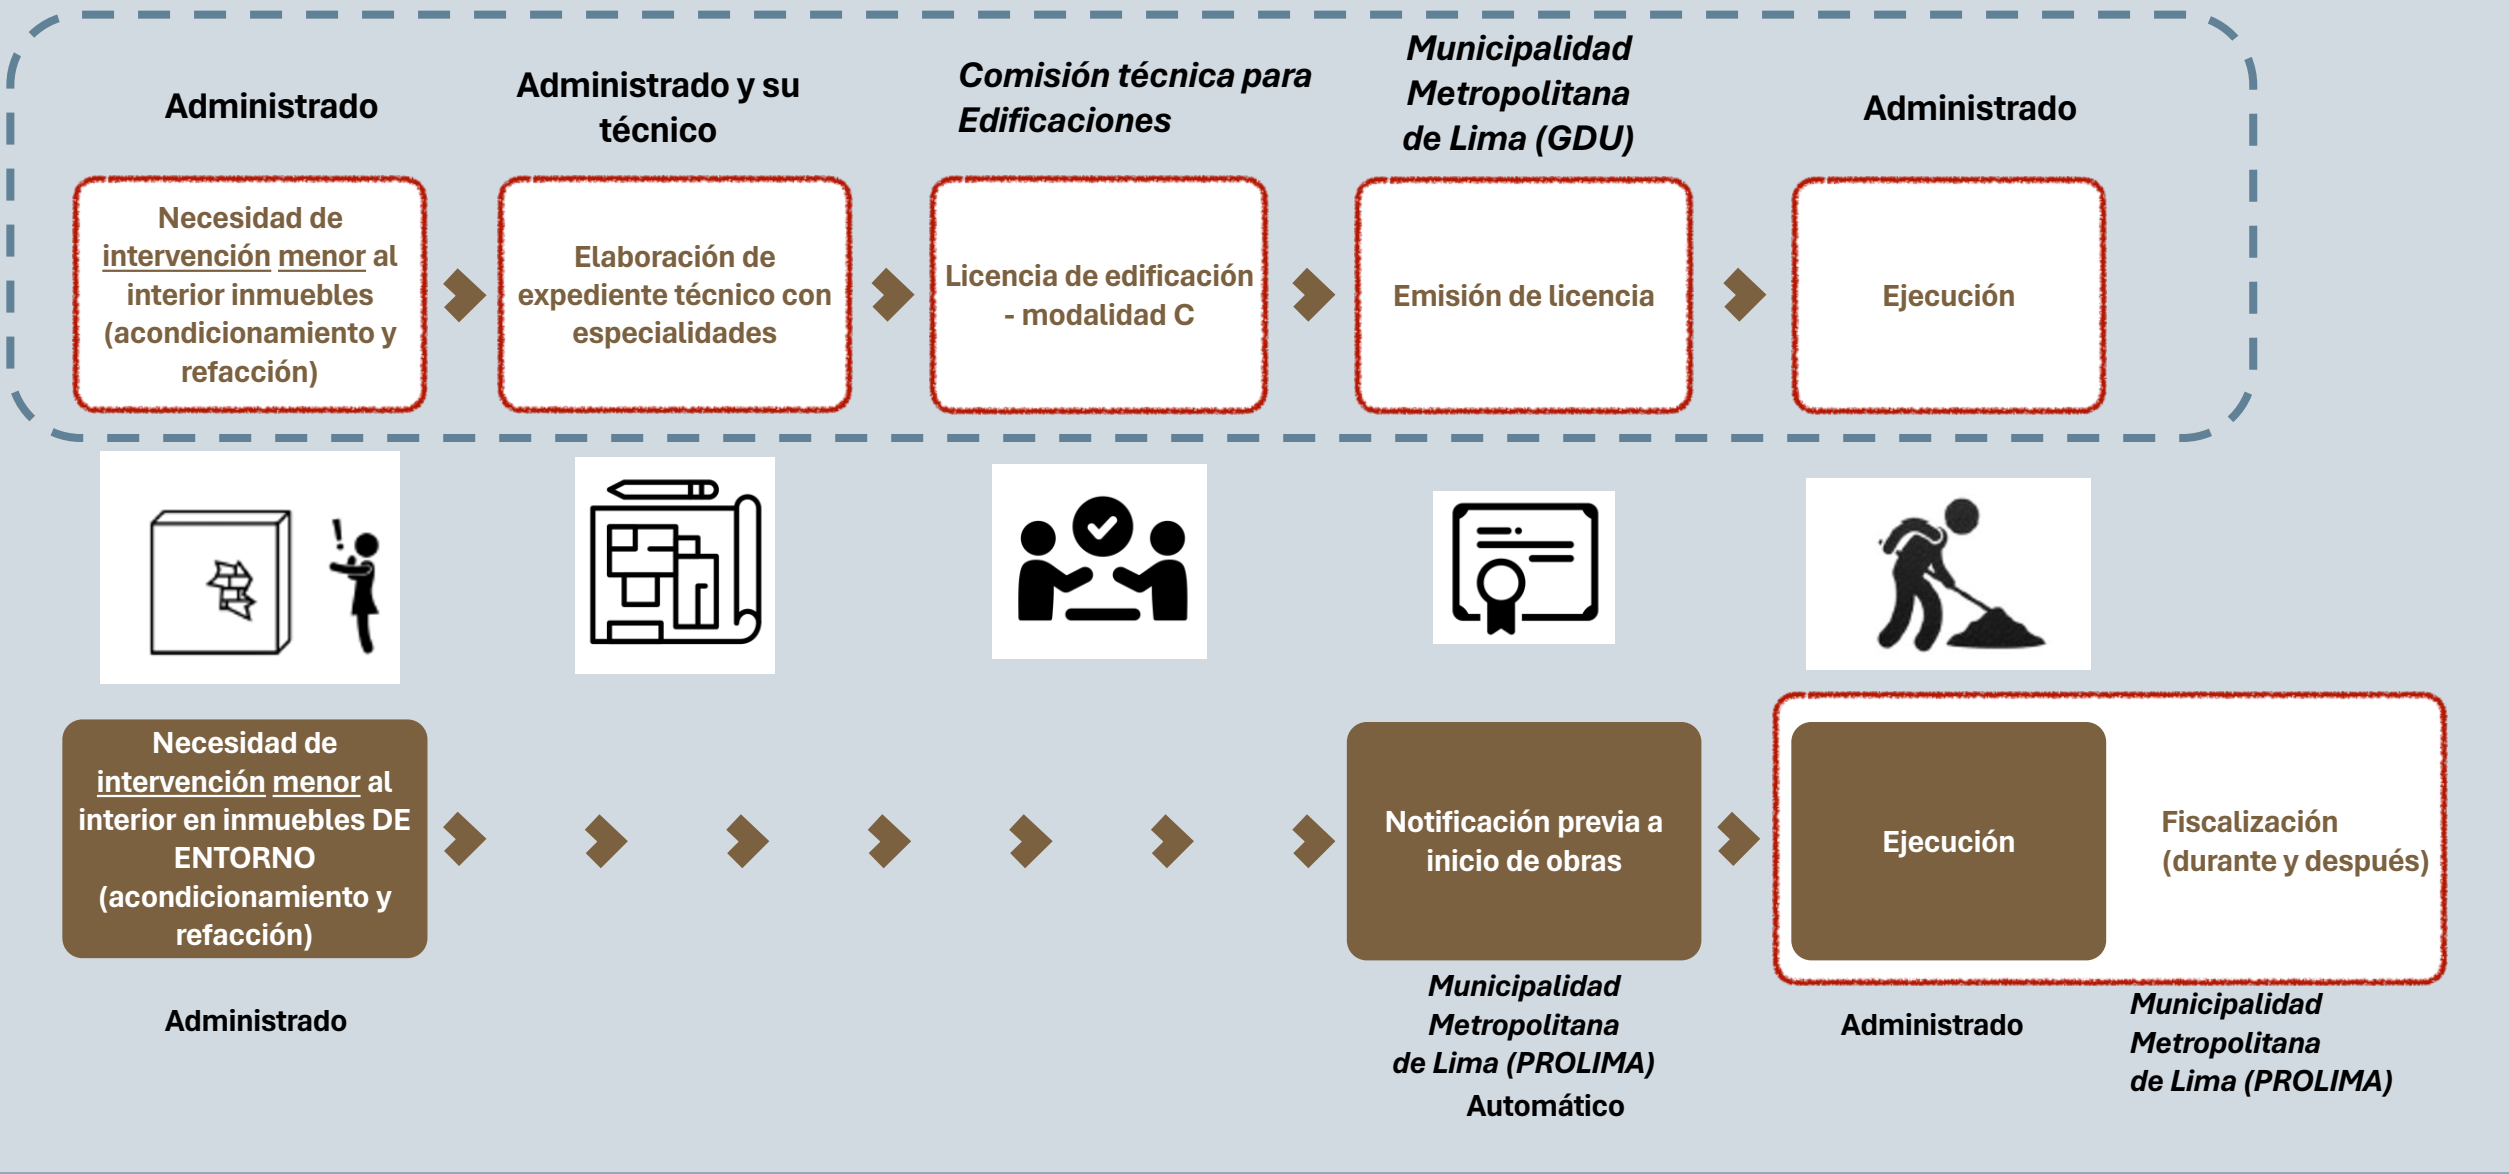 Administrado
Administrado y su
técnico
Comisión técnica para
Edificaciones
Municipalidad
Metropolitana
de Lima (GDU)
Administrado
Necesidad de
intervención menor al
interior inmuebles
(acondicionamiento y
refacción)
Elaboración de
expediente técnico con
especialidades
Licencia de edificación
- modalidad C
Emisión de licencia
Ejecución
Necesidad de
intervención menor al
interior en inmuebles DE
ENTORNO
(acondicionamiento y
refacción)
Notificación previa a
inicio de obras
Ejecución
Fiscalización
(durante y después)
Administrado
Municipalidad
Metropolitana
de Lima (PROLIMA)
Automático
Administrado
Municipalidad
Metropolitana
de Lima (PROLIMA)